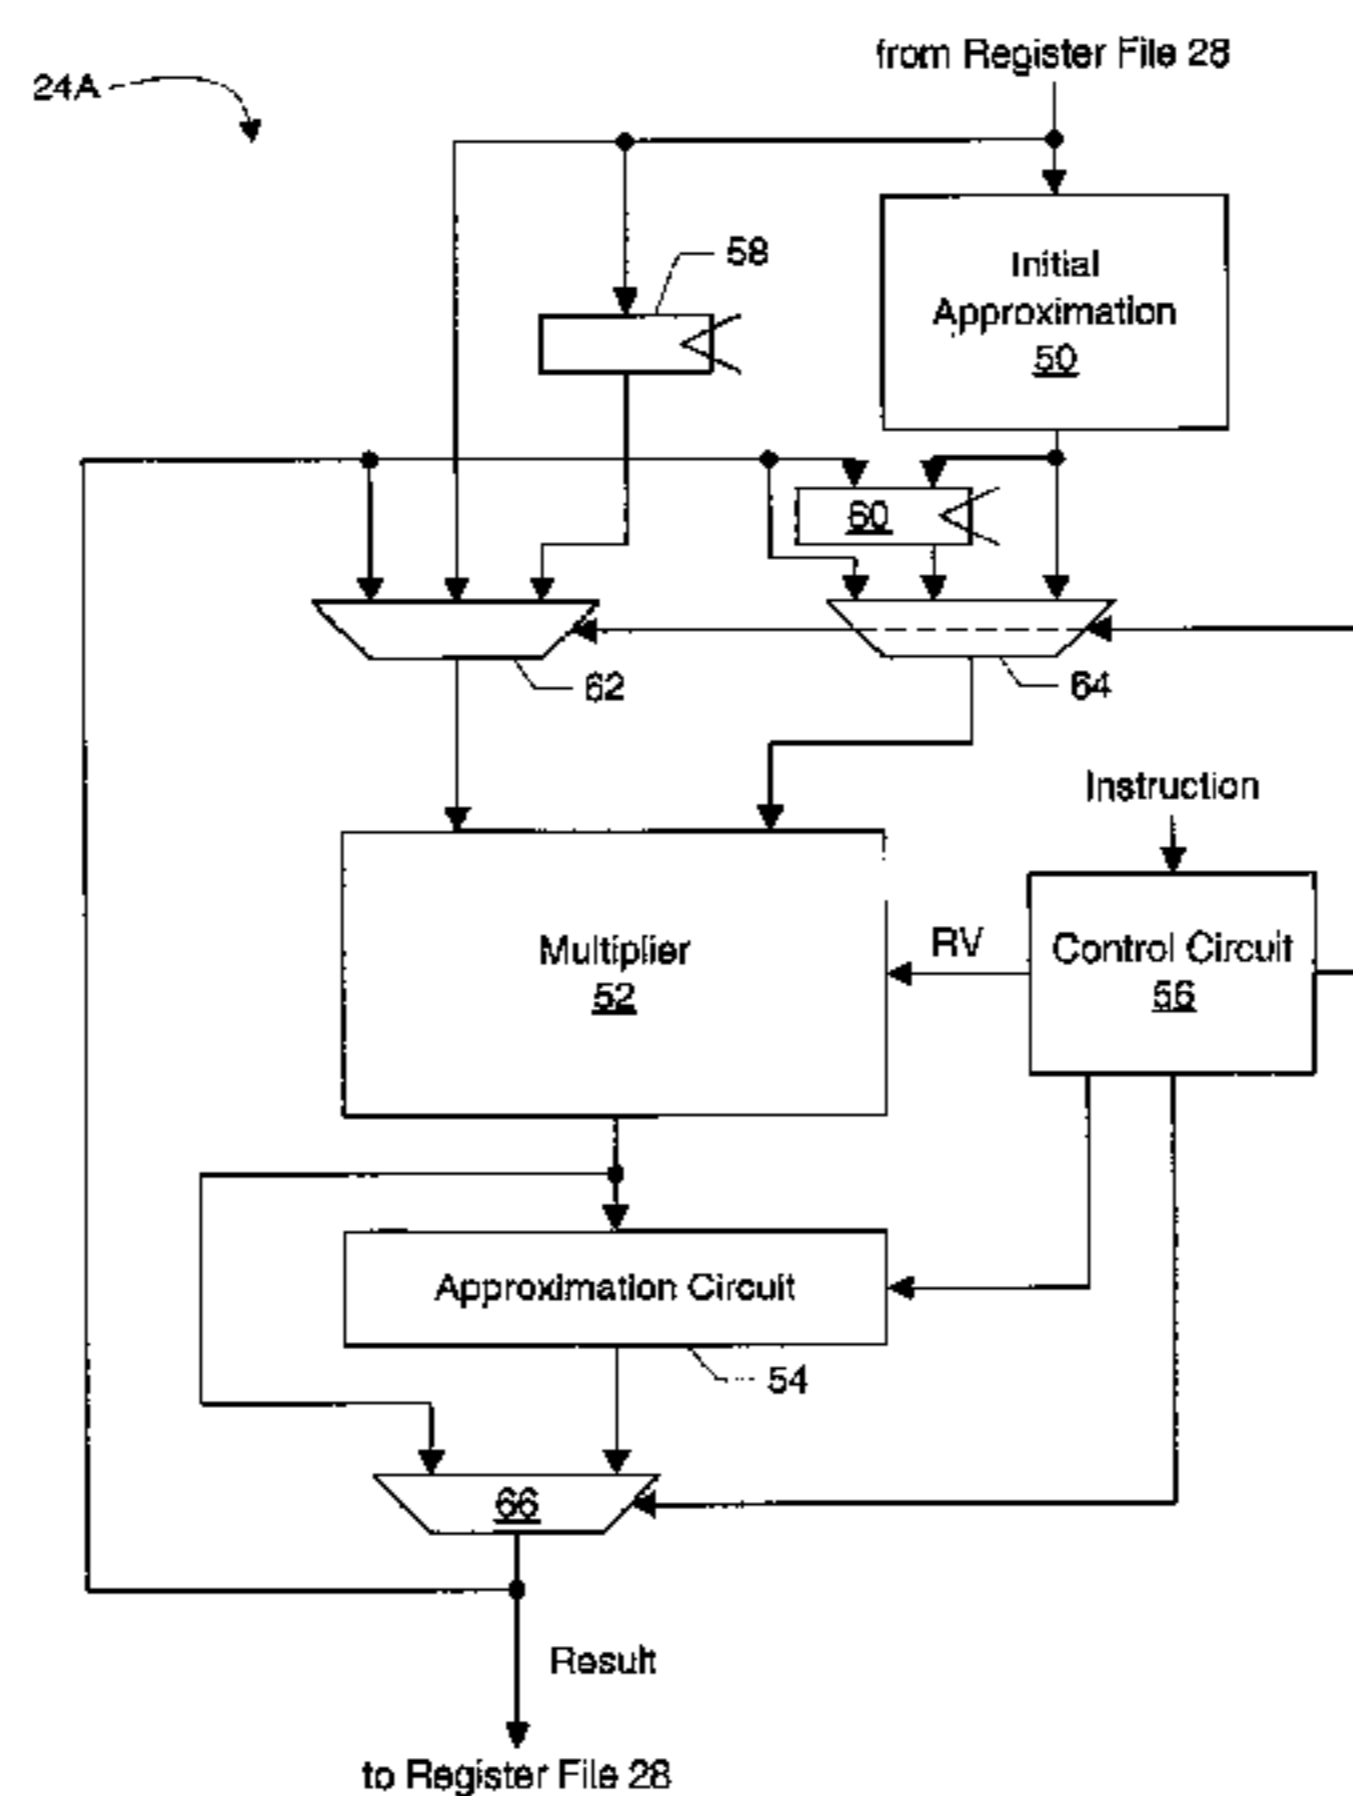 from Register File 28
24A
58
Initial
Approximation
50
60
62
64
Instruction
Multiplier
52
RV
Control Circuit
56
Approximation Circuit
54
66
Result
to Register File 28